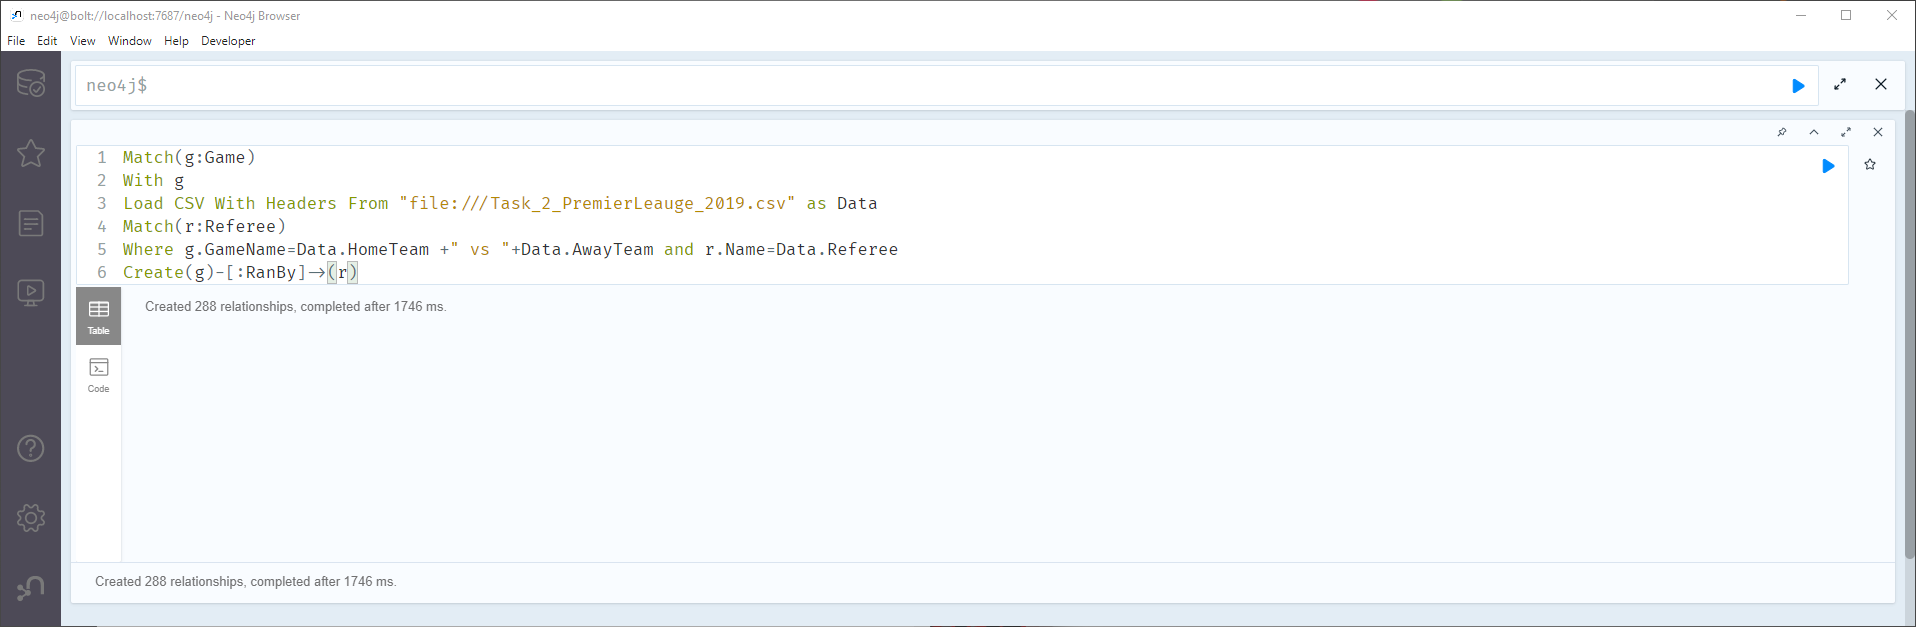 neo4j@bolt://localhost:7687/neo4j - Neo4j Browser
File Edit View Window Help Developer
neo4j$
1 Match(g:Game)
2 With g
3 Load CSV With Headers From "file:///Task_2_PremierLeauge_2019.csv" as Data
4 Match(r:Referee)
5 Where g.GameName=Data.HomeTeam +" vs "+Data.AwayTeam and r.Name=Data.Referee
6 Create(g)-[:RanBy]->(r)
Table
Created 288 relationships, completed after 1746 ms.
Code
Created 288 relationships, completed after 1746 ms.